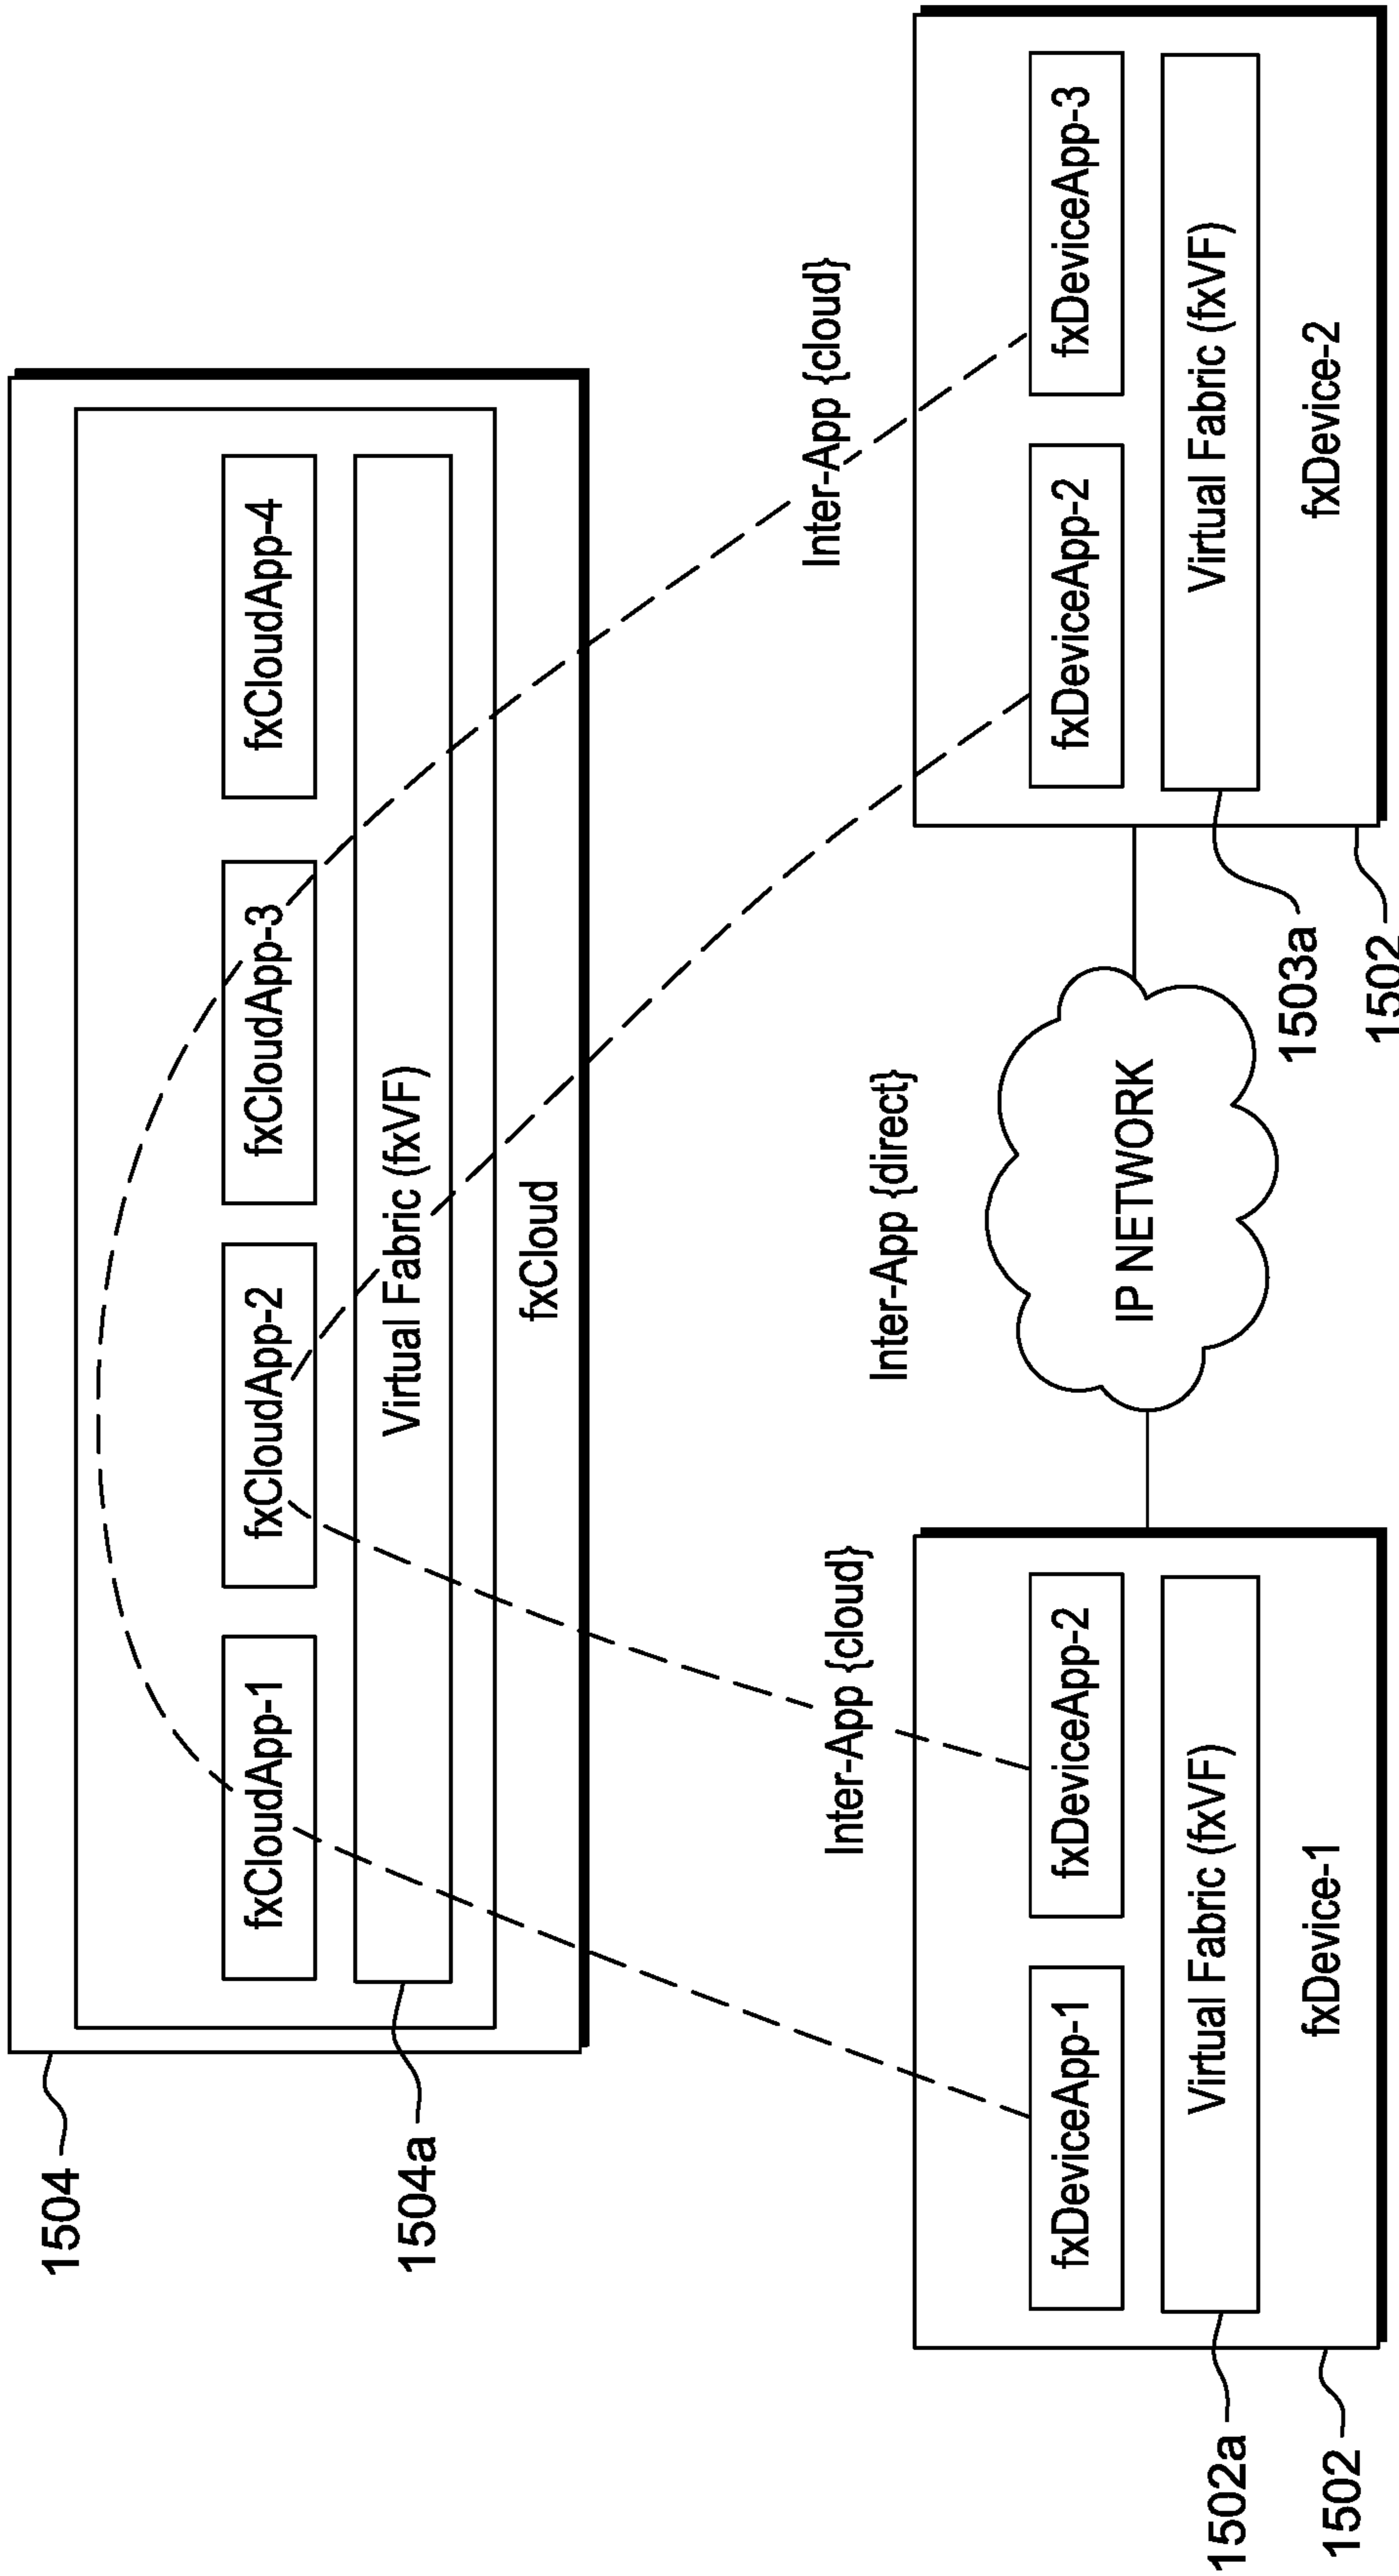 1504
fxCloudApp-1
fxCloudApp-2
fxCloudApp-3
fxCloudApp-4
1504a
Virtual Fabric (fxVF)
fxCloud
Inter-App {cloud}
Inter-App {direct}
Inter-App {cloud}
fxDeviceApp-1
fxDeviceApp-2
IP NETWORK
fxDeviceApp-2
fxDeviceApp-3
1502a
Virtual Fabric (fxVF)
1503a
Virtual Fabric (fxVF)
1502
fxDevice-1
1502
fxDevice-2